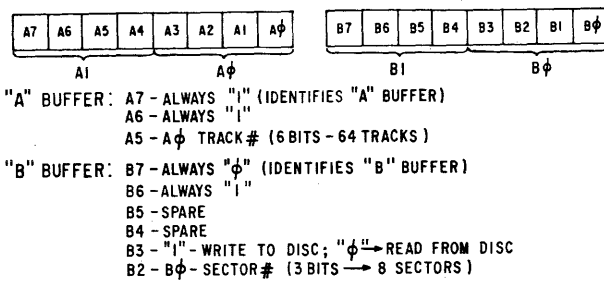 A7 A6 A5 A4 A3 A2 A1 Aϕ B7 B6 B5 B4 B3 B2 B1 Bϕ
A1 Aϕ B1 Bϕ
"A" BUFFER: A7 - ALWAYS "1" (IDENTIFIES "A" BUFFER)
A6 - ALWAYS "1"
A5 - Aϕ TRACK# (6 BITS - 64 TRACKS)
"B" BUFFER: B7 - ALWAYS "ϕ" (IDENTIFIES "B" BUFFER)
B6 - ALWAYS "1"
B5 - SPARE
B4 - SPARE
B3 - "1" - WRITE TO DISC; "ϕ" → READ FROM DISC
B2 - Bϕ - SECTOR# (3 BITS → 8 SECTORS)